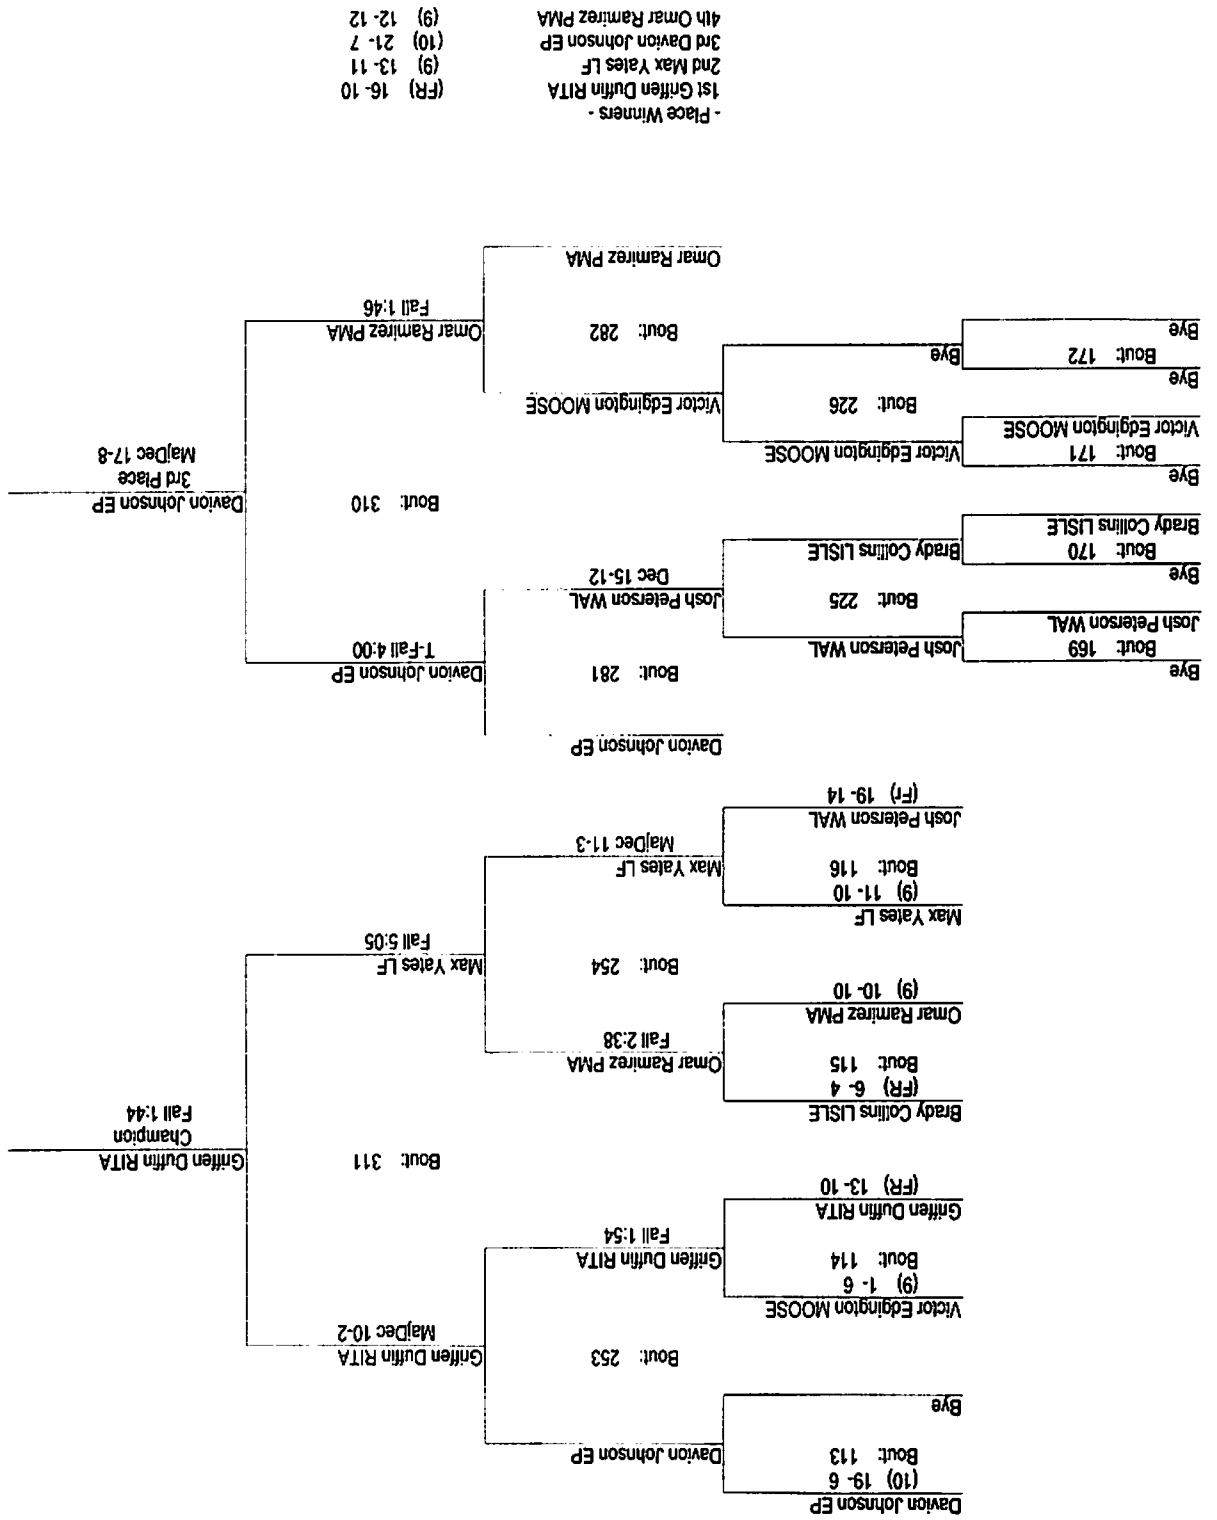 Davion Johnson EP
(10) 19- 6
Bout: 113
Davion Johnson EP
Bye
Bout: 253
Griffen Duffin RITA
MajDec 10-2
Victor Edgington MOOSE
(9) 1- 6
Bout: 114
Griffen Duffin RITA
Fall 1:54
Griffen Duffin RITA
(FR) 13-10
Bout: 311
Griffen Duffin RITA
Champion
Fall 1:44
Brady Collins LISLE
(FR) 6- 4
Bout: 115
Omar Ramirez PMA
Fall 2:38
Omar Ramirez PMA
(9) 10-10
Bout: 254
Max Yates LF
Fall 5:05
Max Yates LF
(9) 11-10
Bout: 116
Max Yates LF
MajDec 11-3
Josh Peterson WAL
(Fr) 19-14
Davion Johnson EP
Bye
Bout: 281
Davion Johnson EP
T-Fall 4:00
Bout: 169
Josh Peterson WAL
Josh Peterson WAL
Bout: 225
Josh Peterson WAL
Dec 15-12
Bye
Bout: 170
Brady Collins LISLE
Brady Collins LISLE
Bout: 310
Davion Johnson EP
3rd Place
MajDec 17-8
Bye
Bout: 171
Victor Edgington MOOSE
Victor Edgington MOOSE
Bout: 226
Victor Edgington MOOSE
Bye
Bout: 172
Bye
Bye
Bout: 282
Omar Ramirez PMA
Fall 1:46
Omar Ramirez PMA
- Place Winners -
1st Griffen Duffin RITA (FR) 16-10
2nd Max Yates LF (9) 13-11
3rd Davion Johnson EP (10) 21- 7
4th Omar Ramirez PMA (9) 12-12